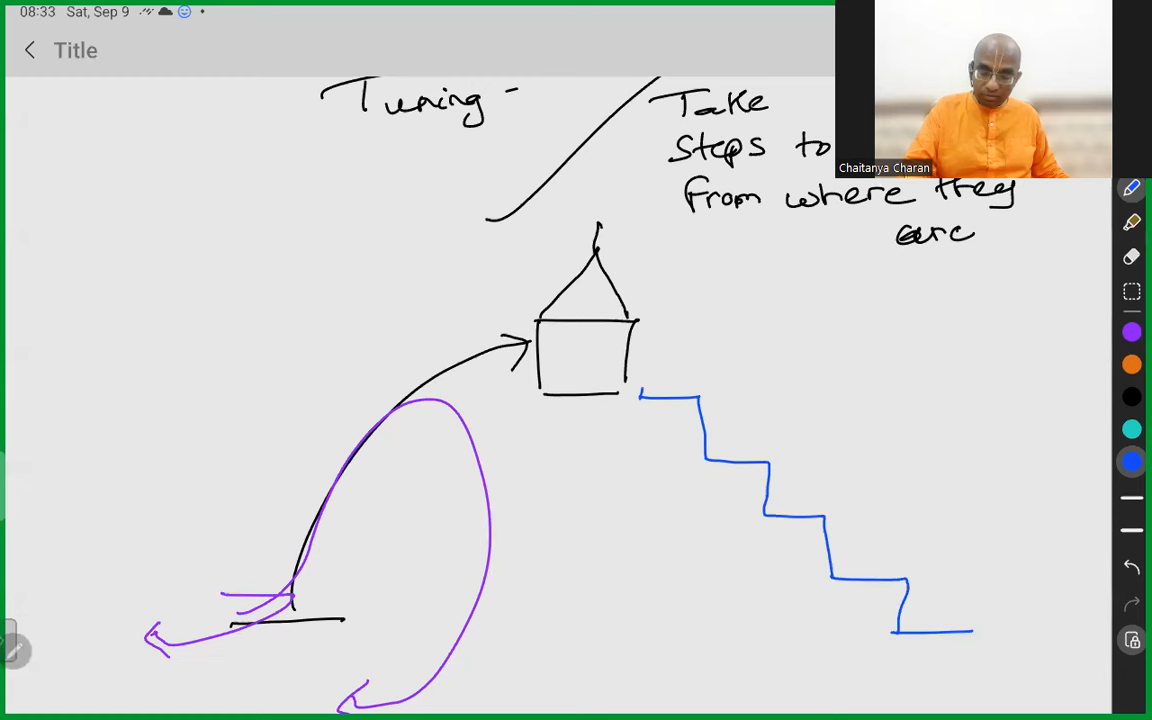 08:33 Sat, Sep 9
Title
Tuning -
Take
steps to
From where they
are
Chaitanya Charan